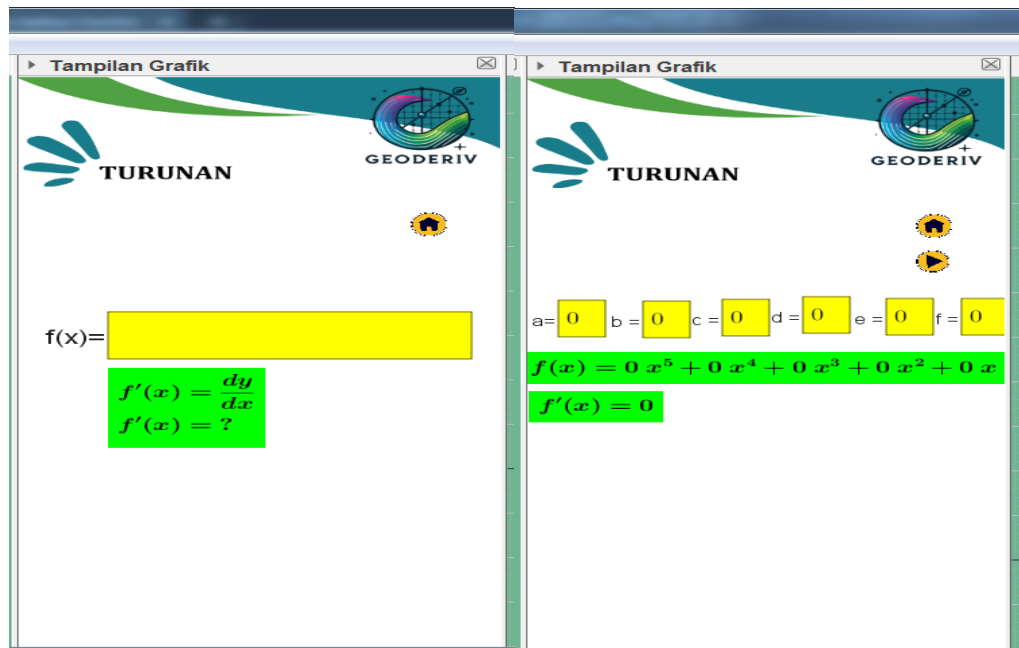 Tampilan Grafik
GEODERIV
TURUNAN
f(x)=
f′(x) = dy/dx
f′(x) = ?
Tampilan Grafik
GEODERIV
TURUNAN
a= 0 b = 0 c = 0 d = 0 e = 0 f = 0
f(x) = 0 x⁵ + 0 x⁴ + 0 x³ + 0 x² + 0 x
f′(x) = 0